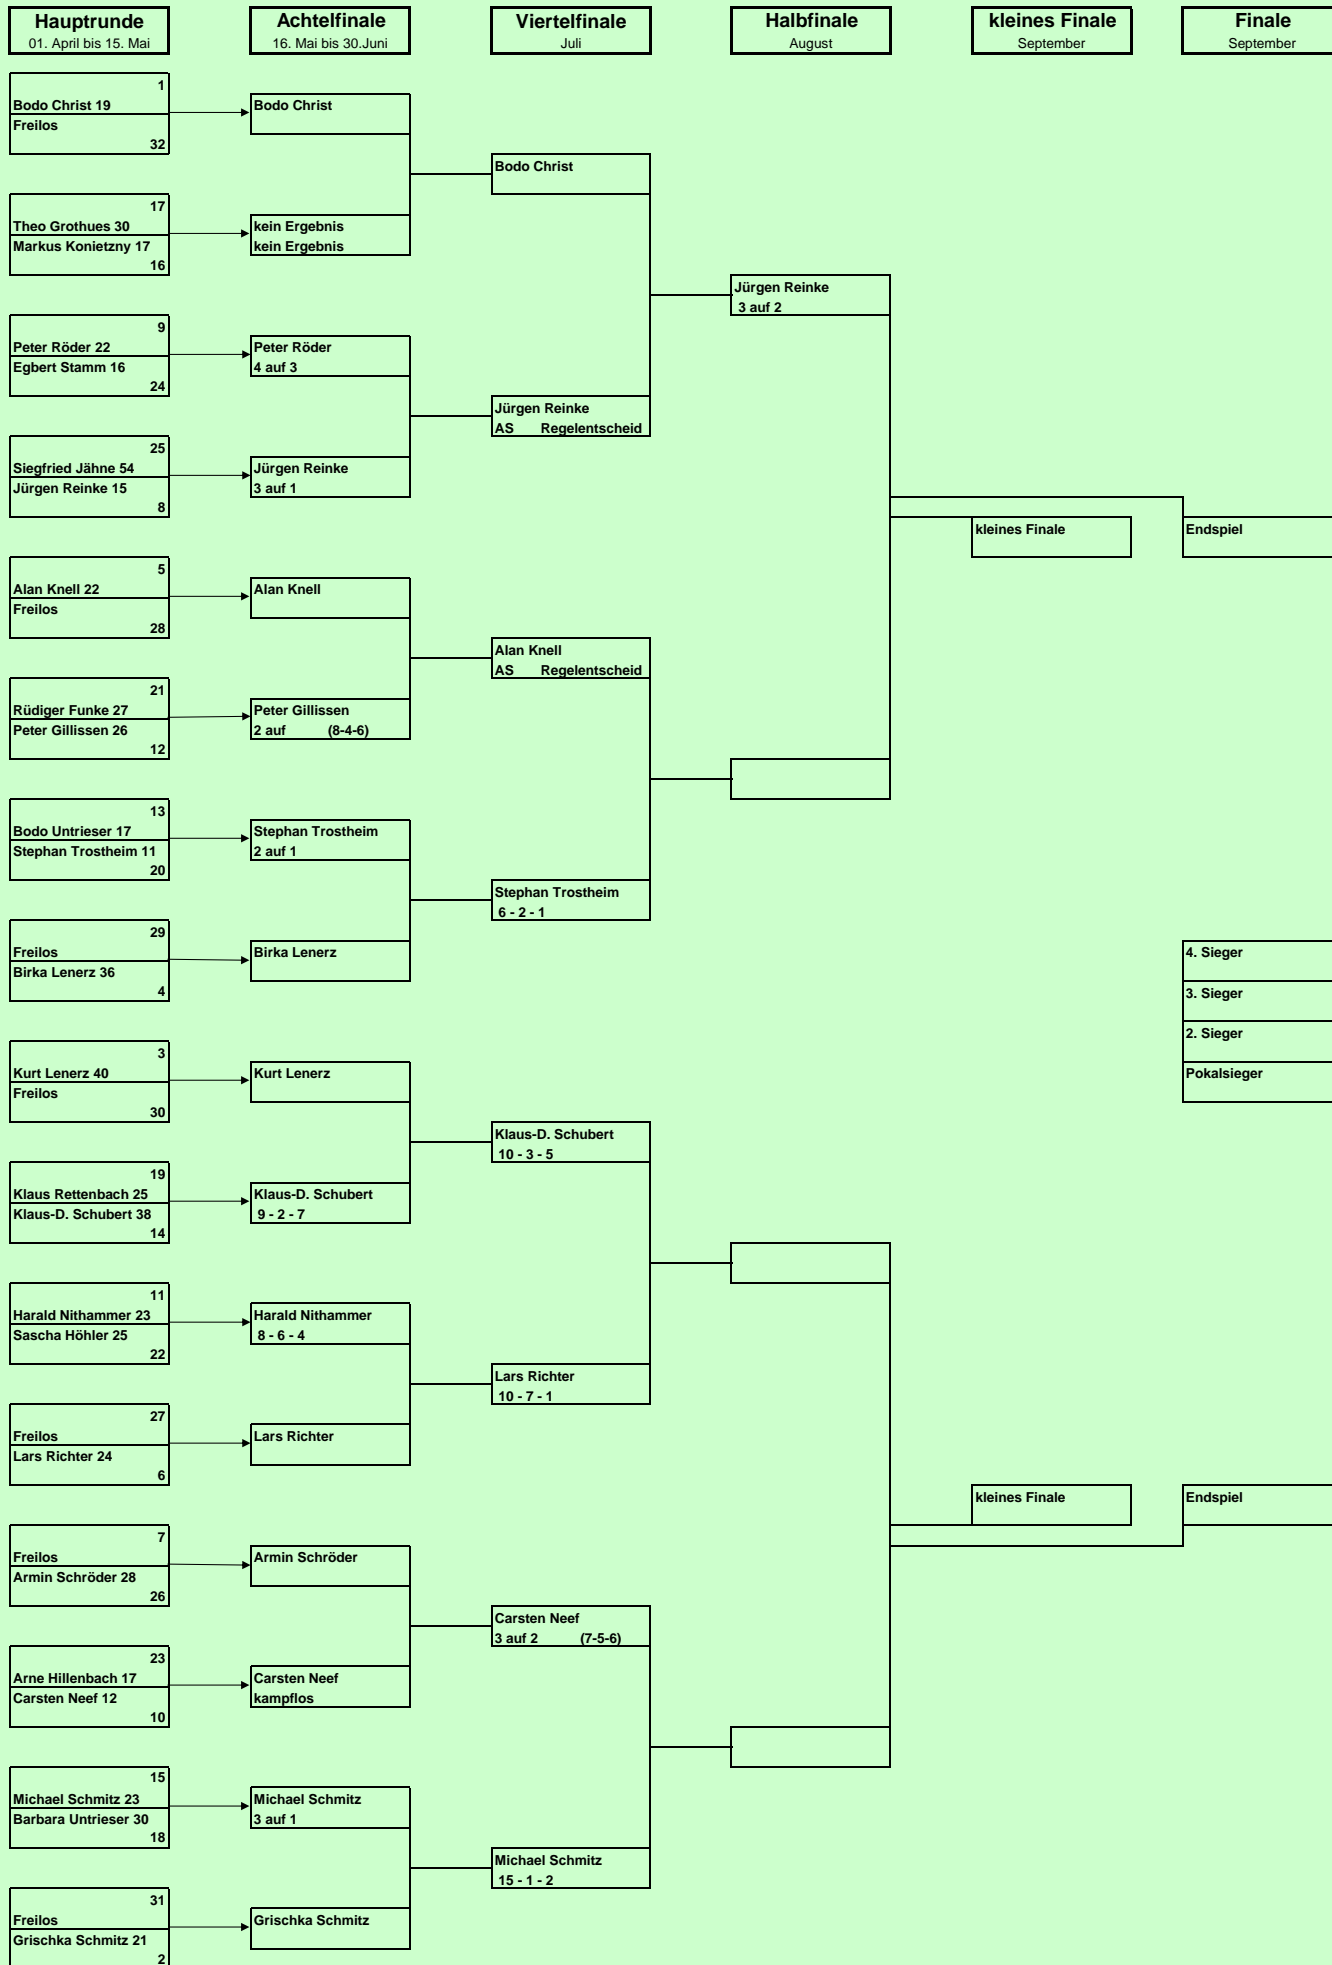 Hauptrunde
01. April bis 15. Mai
Achtelfinale
16. Mai bis 30.Juni
Viertelfinale
Juli
Halbfinale
August
kleines Finale
September
Finale
September
1
Bodo Christ 19
Freilos
32
17
Theo Grothues 30
Markus Konietzny 17
16
9
Peter Röder 22
Egbert Stamm 16
24
25
Siegfried Jähne 54
Jürgen Reinke 15
8
5
Alan Knell 22
Freilos
28
21
Rüdiger Funke 27
Peter Gillissen 26
12
13
Bodo Untrieser 17
Stephan Trostheim 11
20
29
Freilos
Birka Lenerz 36
4
3
Kurt Lenerz 40
Freilos
30
19
Klaus Rettenbach 25
Klaus-D. Schubert 38
14
11
Harald Nithammer 23
Sascha Höhler 25
22
27
Freilos
Lars Richter 24
6
7
Freilos
Armin Schröder 28
26
23
Arne Hillenbach 17
Carsten Neef 12
10
15
Michael Schmitz 23
Barbara Untrieser 30
18
31
Freilos
Grischka Schmitz 21
2
Bodo Christ
kein Ergebnis
kein Ergebnis
Peter Röder
4 auf 3
Jürgen Reinke
3 auf 1
Alan Knell
Peter Gillissen
2 auf (8-4-6)
Stephan Trostheim
2 auf 1
Birka Lenerz
Kurt Lenerz
Klaus-D. Schubert
9 - 2 - 7
Harald Nithammer
8 - 6 - 4
Lars Richter
Armin Schröder
Carsten Neef
kampflos
Michael Schmitz
3 auf 1
Grischka Schmitz
Bodo Christ
Jürgen Reinke
AS Regelentscheid
Alan Knell
AS Regelentscheid
Stephan Trostheim
6 - 2 - 1
Klaus-D. Schubert
10 - 3 - 5
Lars Richter
10 - 7 - 1
Carsten Neef
3 auf 2 (7-5-6)
Michael Schmitz
15 - 1 - 2
Jürgen Reinke
3 auf 2
kleines Finale
kleines Finale
Endspiel
4. Sieger
3. Sieger
2. Sieger
Pokalsieger
Endspiel